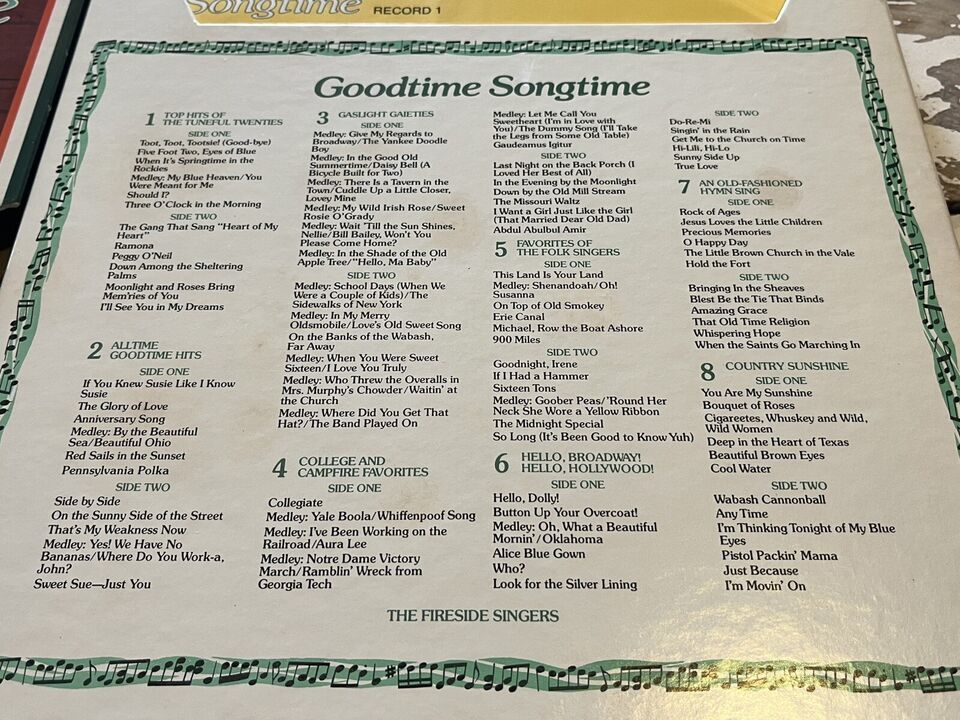 Songtime RECORD 1
Goodtime Songtime
1 TOP HITS OF
THE TUNEFUL TWENTIES
SIDE ONE
Toot, Toot, Tootsie! (Good-bye)
Five Foot Two, Eyes of Blue
When It's Springtime in the
Rockies
Medley: My Blue Heaven/You
Were Meant for Me
Should I?
Three O'Clock in the Morning
SIDE TWO
The Gang That Sang "Heart of My
Heart"
Ramona
Peggy O'Neil
Down Among the Sheltering
Palms
Moonlight and Roses Bring
Mem'ries of You
I'll See You in My Dreams
2 ALLTIME
GOODTIME HITS
SIDE ONE
If You Knew Susie Like I Know
Susie
The Glory of Love
Anniversary Song
Medley: By the Beautiful
Sea/Beautiful Ohio
Red Sails in the Sunset
Pennsylvania Polka
SIDE TWO
Side by Side
On the Sunny Side of the Street
That's My Weakness Now
Medley: Yes! We Have No
Bananas/Where Do You Work-a,
John?
Sweet Sue—Just You
3 GASLIGHT GAIETIES
SIDE ONE
Medley: Give My Regards to
Broadway/The Yankee Doodle
Boy
Medley: In the Good Old
Summertime/Daisy Bell (A
Bicycle Built for Two)
Medley: There Is a Tavern in the
Town/Cuddle Up a Little Closer,
Lovey Mine
Medley: My Wild Irish Rose/Sweet
Rosie O'Grady
Medley: Wait 'Till the Sun Shines,
Nellie/Bill Bailey, Won't You
Please Come Home?
Medley: In the Shade of the Old
Apple Tree/"Hello, Ma Baby"
SIDE TWO
Medley: School Days (When We
Were a Couple of Kids)/The
Sidewalks of New York
Medley: In My Merry
Oldsmobile/Love's Old Sweet Song
On the Banks of the Wabash,
Far Away
Medley: When You Were Sweet
Sixteen/I Love You Truly
Medley: Who Threw the Overalls in
Mrs. Murphy's Chowder/Waitin' at
the Church
Medley: Where Did You Get That
Hat?/The Band Played On
4 COLLEGE AND
CAMPFIRE FAVORITES
SIDE ONE
Collegiate
Medley: Yale Boola/Whiffenpoof Song
Medley: I've Been Working on the
Railroad/Aura Lee
Medley: Notre Dame Victory
March/Ramblin' Wreck from
Georgia Tech
Medley: Let Me Call You
Sweetheart (I'm in Love with
You)/The Dummy Song (I'll Take
the Legs from Some Old Table)
Gaudeamus Igitur
SIDE TWO
Last Night on the Back Porch (I
Loved Her Best of All)
In the Evening by the Moonlight
Down by the Old Mill Stream
The Missouri Waltz
I Want a Girl Just Like the Girl
(That Married Dear Old Dad)
Abdul Abulbul Amir
5 FAVORITES OF
THE FOLK SINGERS
SIDE ONE
This Land Is Your Land
Medley: Shenandoah/Oh!
Susanna
On Top of Old Smokey
Erie Canal
Michael, Row the Boat Ashore
900 Miles
SIDE TWO
Goodnight, Irene
If I Had a Hammer
Sixteen Tons
Medley: Goober Peas/'Round Her
Neck She Wore a Yellow Ribbon
The Midnight Special
So Long (It's Been Good to Know Yuh)
6 HELLO, BROADWAY!
HELLO, HOLLYWOOD!
SIDE ONE
Hello, Dolly!
Button Up Your Overcoat!
Medley: Oh, What a Beautiful
Mornin'/Oklahoma
Alice Blue Gown
Who?
Look for the Silver Lining
SIDE TWO
Do-Re-Mi
Singin' in the Rain
Get Me to the Church on Time
Hi-Lili, Hi-Lo
Sunny Side Up
True Love
7 AN OLD-FASHIONED
HYMN SING
SIDE ONE
Rock of Ages
Jesus Loves the Little Children
Precious Memories
O Happy Day
The Little Brown Church in the Vale
Hold the Fort
SIDE TWO
Bringing In the Sheaves
Blest Be the Tie That Binds
Amazing Grace
That Old Time Religion
Whispering Hope
When the Saints Go Marching In
8 COUNTRY SUNSHINE
SIDE ONE
You Are My Sunshine
Bouquet of Roses
Cigareetes, Whuskey and Wild,
Wild Women
Deep in the Heart of Texas
Beautiful Brown Eyes
Cool Water
SIDE TWO
Wabash Cannonball
Any Time
I'm Thinking Tonight of My Blue
Eyes
Pistol Packin' Mama
Just Because
I'm Movin' On
THE FIRESIDE SINGERS